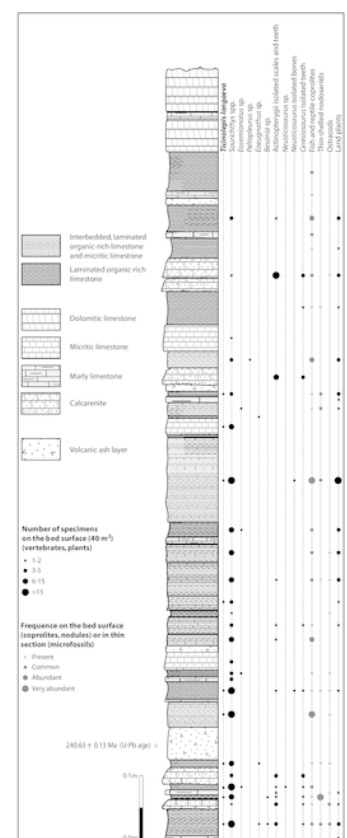 Ticinolepis longaeva
Saurichthys spp.
Eosemionotus sp.
Peltopleurus sp.
Eoeugnathus sp.
Besania sp.
Actinopterygii isolated scales and teeth
Neusticosaurus sp.
Neusticosaurus isolated bones
Cyamodus isolated teeth
Fish and reptile coprolites
Thin-shelled nodosariids
Ostracods
Land plants
Interbedded, laminated
organic-rich limestone
and micritic limestone
Laminated organic-rich
limestone
Dolomitic limestone
Micritic limestone
Marly limestone
Calcarenite
Volcanic ash layer
Number of specimens
on the bed surface (40 m²)
(vertebrates, plants)
1-2
3-5
6-15
>15
Frequence on the bed surface
(coprolites, nodules) or in thin
section (microfossils)
Present
Common
Abundant
Very abundant
240.63 ± 0.13 Ma (U-Pb age) >
0.1m